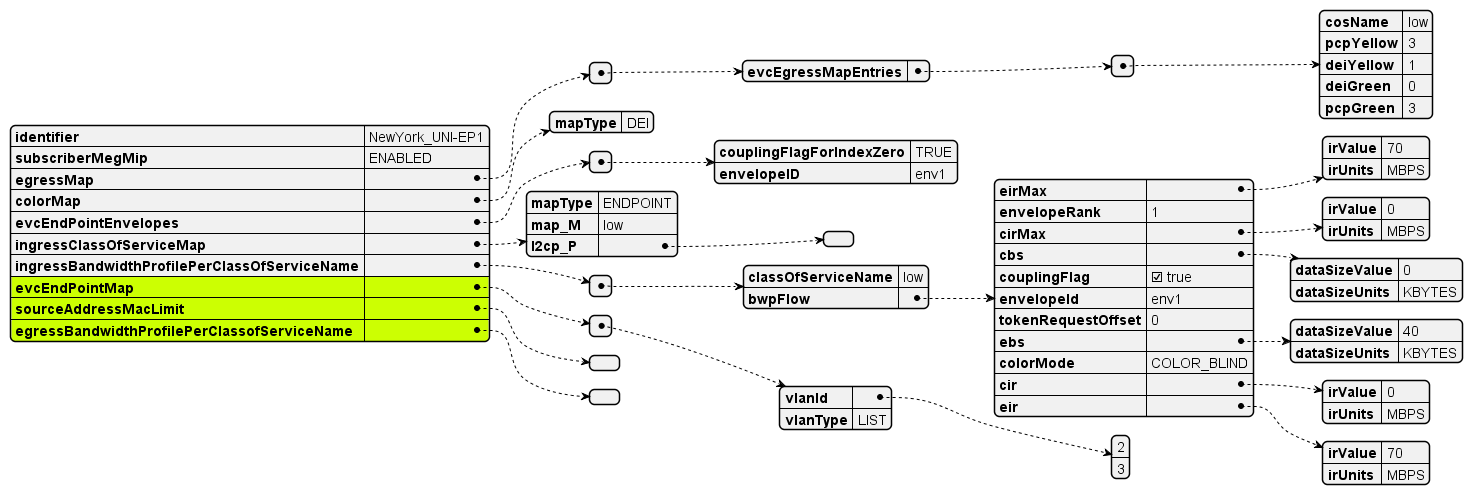 identifier NewYork_UNI-EP1
subscriberMegMip ENABLED
egressMap
colorMap
evcEndPointEnvelopes
ingressClassOfServiceMap
ingressBandwidthProfilePerClassOfServiceName
evcEndPointMap
sourceAddressMacLimit
egressBandwidthProfilePerClassofServiceName
evcEgressMapEntries
cosName low
pcpYellow 3
deiYellow 1
deiGreen 0
pcpGreen 3
mapType DEI
couplingFlagForIndexZero TRUE
envelopeID env1
mapType ENDPOINT
map_M low
l2cp_P
classOfServiceName low
bwpFlow
eirMax
envelopeRank 1
cirMax
cbs
couplingFlag ☑ true
envelopeId env1
tokenRequestOffset 0
ebs
colorMode COLOR_BLIND
cir
eir
irValue 70
irUnits MBPS
irValue 0
irUnits MBPS
dataSizeValue 0
dataSizeUnits KBYTES
dataSizeValue 40
dataSizeUnits KBYTES
irValue 0
irUnits MBPS
irValue 70
irUnits MBPS
vlanId
vlanType LIST
2
3